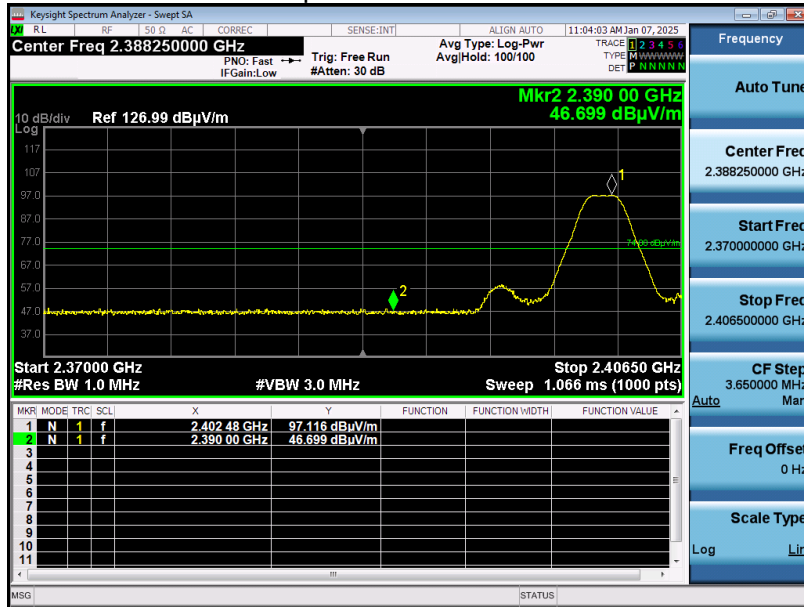 Keysight Spectrum Analyzer - Swept SA
LXI RL RF 50 Ω AC CORREC SENSE:INT ALIGN AUTO 11:04:03 AM Jan 07, 2025
Center Freq 2.388250000 GHz
PNO: Fast
IFGain:Low
Trig: Free Run
#Atten: 30 dB
Avg Type: Log-Pwr
Avg|Hold: 100/100
TRACE 1 2 3 4 5 6
TYPE M W W W W W
DET P N N N N N
Mkr2 2.390 00 GHz
46.699 dBµV/m
10 dB/div Ref 126.99 dBµV/m
Log
117
107
97.0
87.0
77.0
67.0
57.0
47.0
37.0
1
2
74.00 dBµV/m
Start 2.37000 GHz Stop 2.40650 GHz
#Res BW 1.0 MHz #VBW 3.0 MHz Sweep 1.066 ms (1000 pts)
MKR MODE TRC SCL X Y FUNCTION FUNCTION WIDTH FUNCTION VALUE
1 N 1 f 2.402 48 GHz 97.116 dBµV/m
2 N 1 f 2.390 00 GHz 46.699 dBµV/m
3
4
5
6
7
8
9
10
11
MSG STATUS
Frequency
Auto Tune
Center Freq
2.388250000 GHz
Start Freq
2.370000000 GHz
Stop Freq
2.406500000 GHz
CF Step
3.650000 MHz
Auto Man
Freq Offset
0 Hz
Scale Type
Log Lin